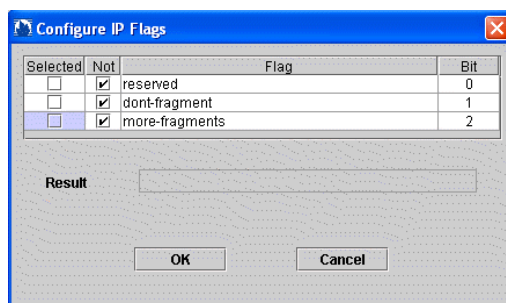 Configure IP Flags
Selected Not Flag Bit
reserved 0
dont-fragment 1
more-fragments 2
Result
OK Cancel